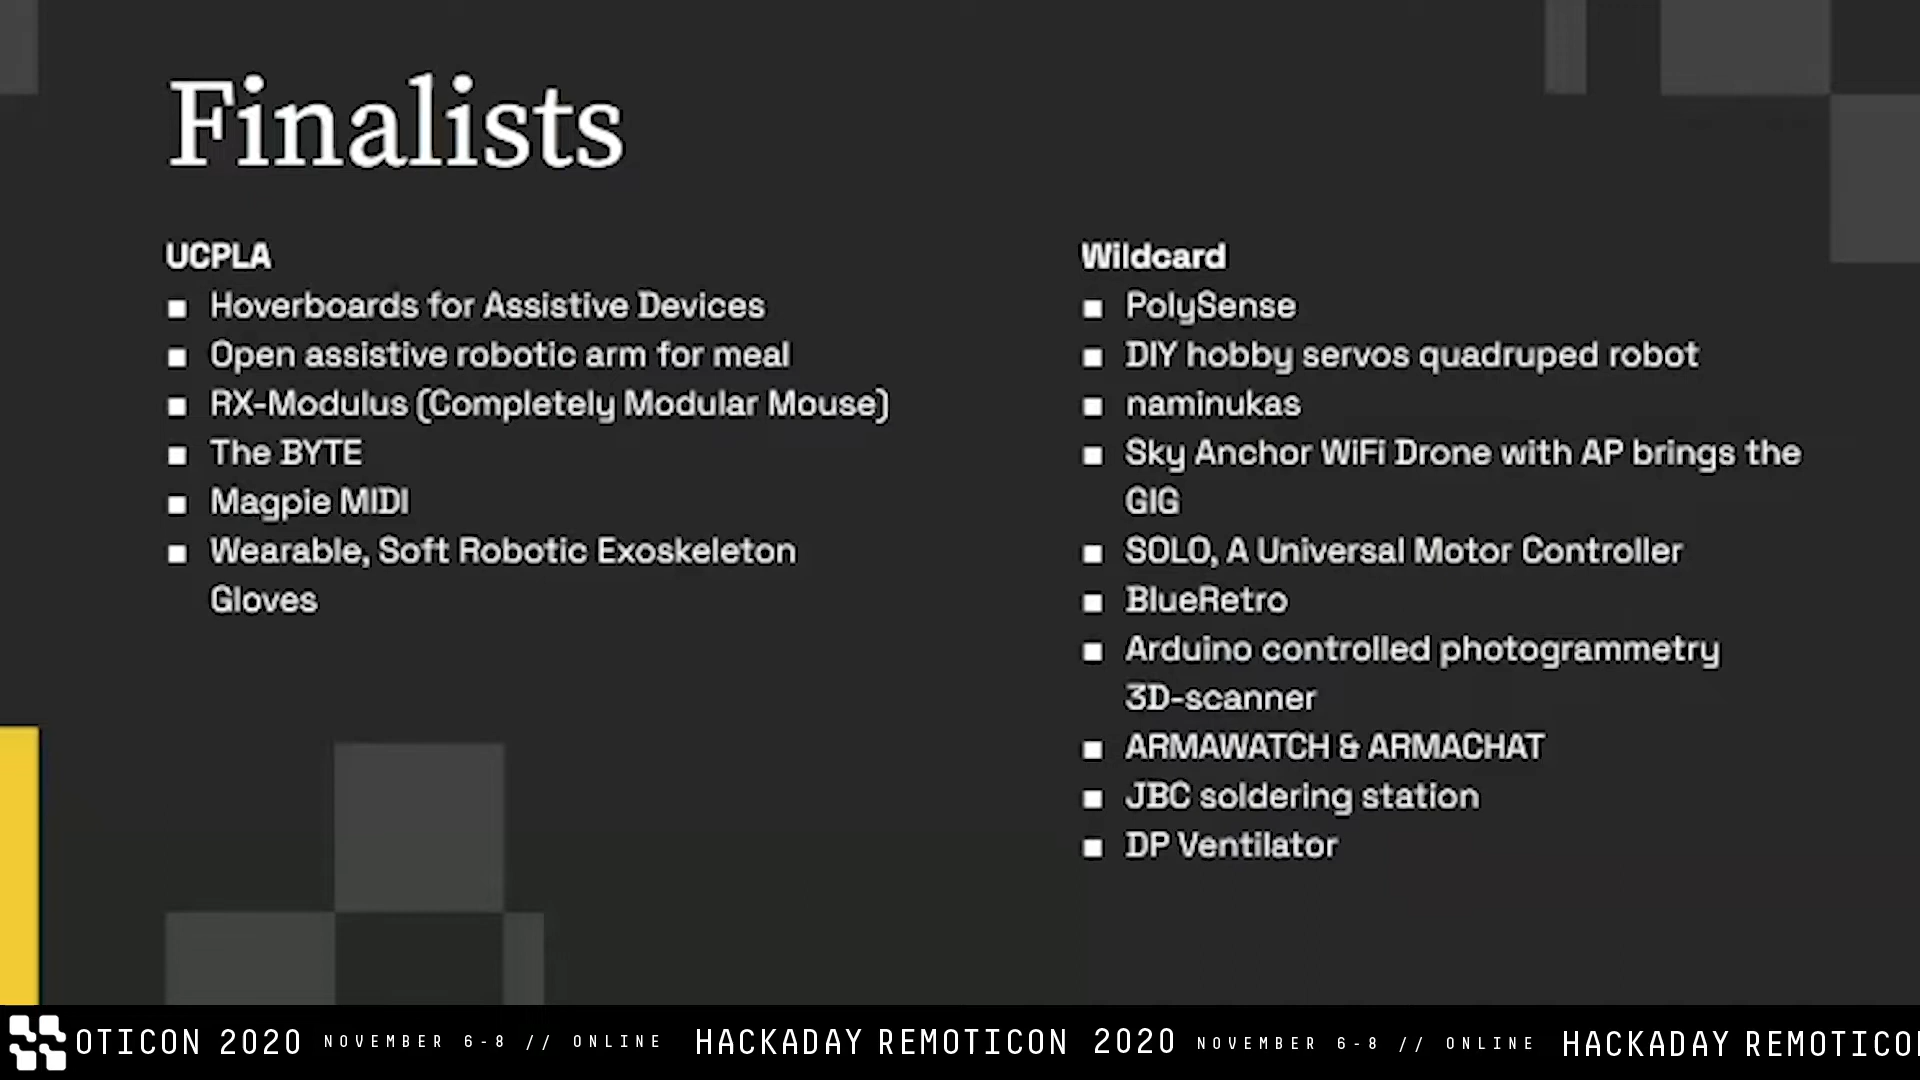 Finalists
UCPLA
Hoverboards for Assistive Devices
Open assistive robotic arm for meal
RX-Modulus (Completely Modular Mouse)
The BYTE
Magpie MIDI
Wearable, Soft Robotic Exoskeleton
Gloves
Wildcard
PolySense
DIY hobby servos quadruped robot
naminukas
Sky Anchor WiFi Drone with AP brings the
GIG
SOLO, A Universal Motor Controller
BlueRetro
Arduino controlled photogrammetry
3D-scanner
ARMAWATCH & ARMACHAT
JBC soldering station
DP Ventilator
OTICON 2020 NOVEMBER 6-8 // ONLINE HACKADAY REMOTICON 2020 NOVEMBER 6-8 // ONLINE HACKADAY REMOTICO